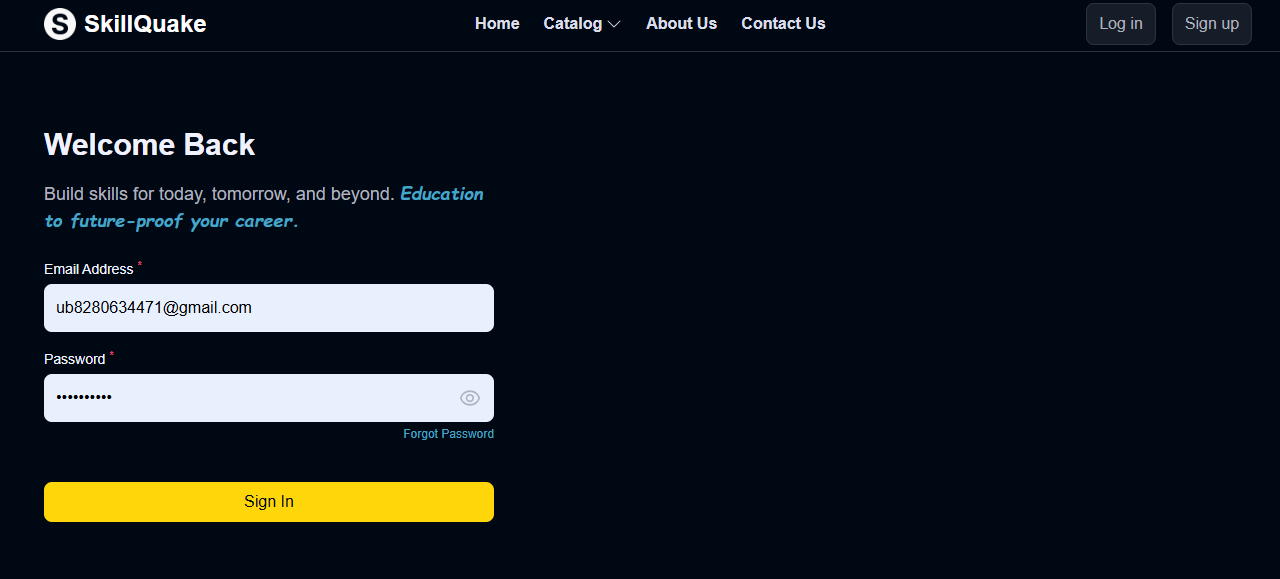 S SkillQuake Home Catalog About Us Contact Us Log in Sign up
Welcome Back
Build skills for today, tomorrow, and beyond. Education
to future-proof your career.
Email Address *
ub8280634471@gmail.com
Password *
••••••••••
Forgot Password
Sign In